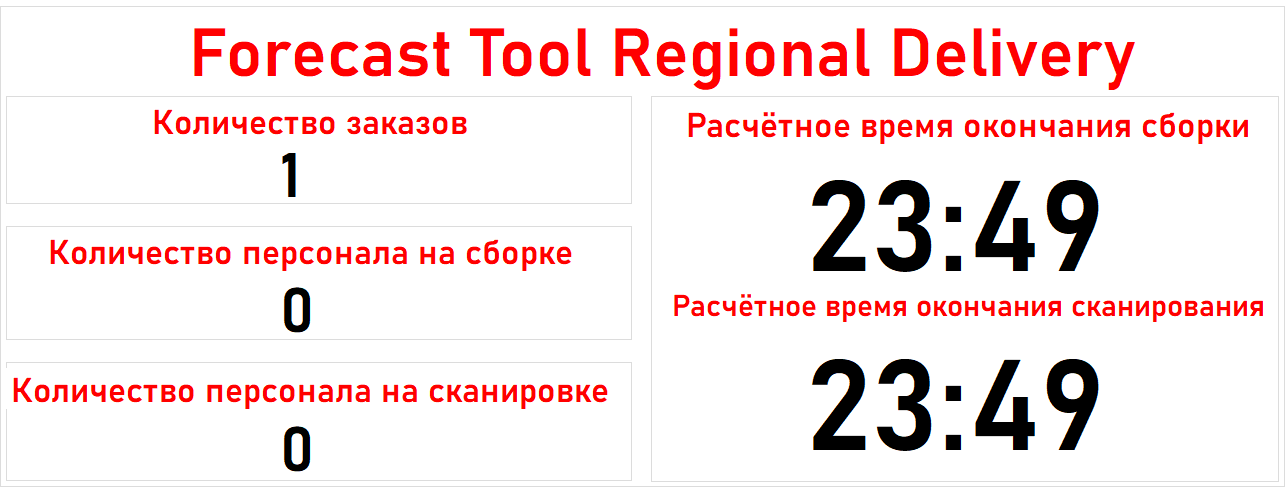 Forecast Tool Regional Delivery
Количество заказов
1
Количество персонала на сборке
0
Количество персонала на сканировке
0
Расчётное время окончания сборки
23:49
Расчётное время окончания сканирования
23:49